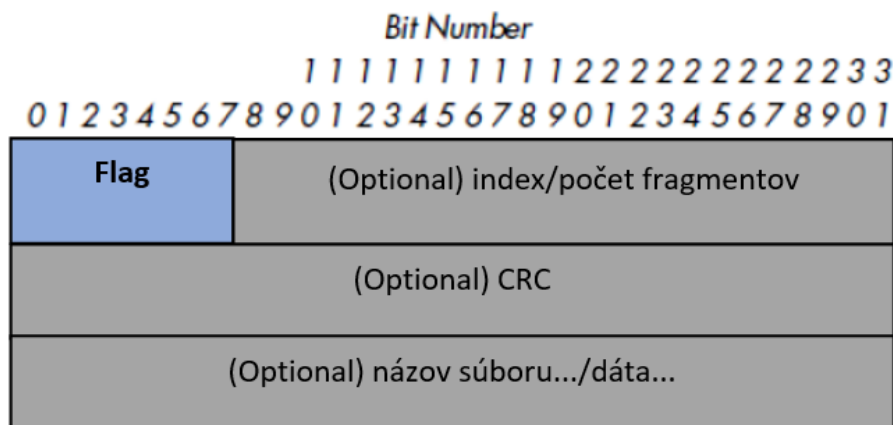 Bit Number
1 1 1 1 1 1 1 1 1 1 2 2 2 2 2 2 2 2 2 2 3 3
0 1 2 3 4 5 6 7 8 9 0 1 2 3 4 5 6 7 8 9 0 1 2 3 4 5 6 7 8 9 0 1
Flag
(Optional) index/počet fragmentov
(Optional) CRC
(Optional) názov súboru.../dáta...